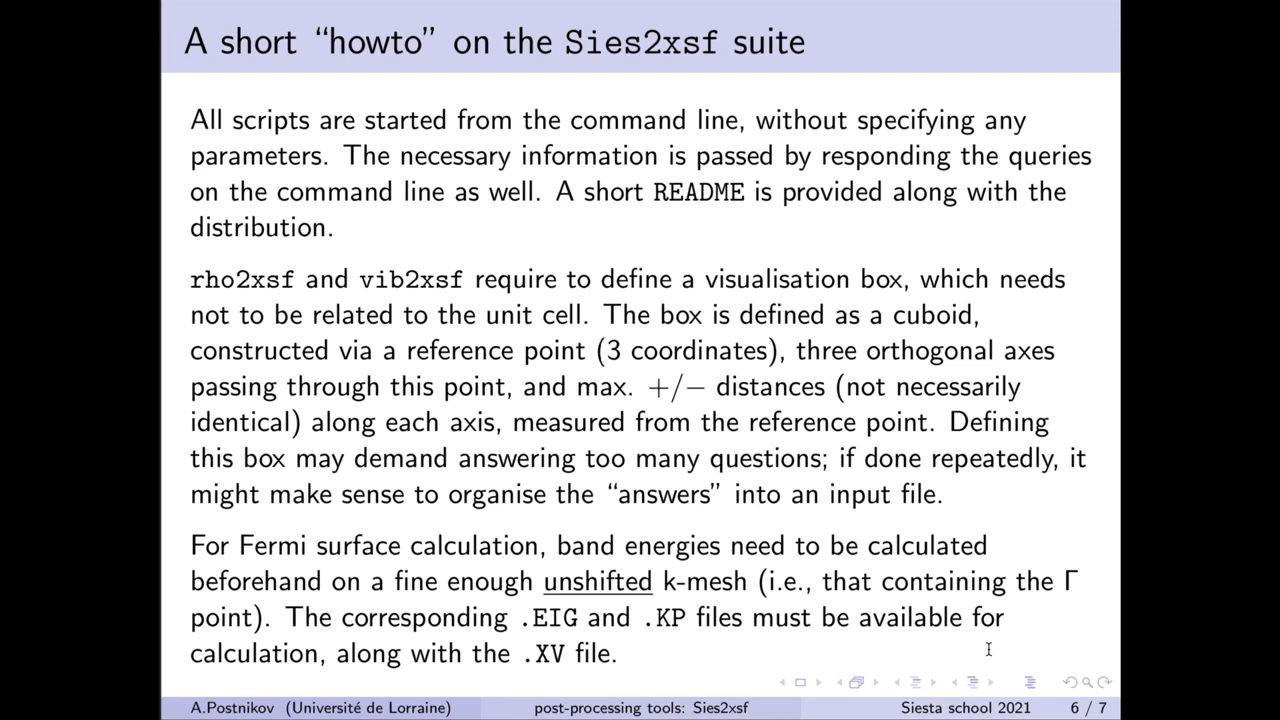 A short “howto” on the Sies2xsf suite
All scripts are started from the command line, without specifying any
parameters. The necessary information is passed by responding the queries
on the command line as well. A short README is provided along with the
distribution.
rho2xsf and vib2xsf require to define a visualisation box, which needs
not to be related to the unit cell. The box is defined as a cuboid,
constructed via a reference point (3 coordinates), three orthogonal axes
passing through this point, and max. +/− distances (not necessarily
identical) along each axis, measured from the reference point. Defining
this box may demand answering too many questions; if done repeatedly, it
might make sense to organise the “answers” into an input file.
For Fermi surface calculation, band energies need to be calculated
beforehand on a fine enough unshifted k-mesh (i.e., that containing the Γ
point). The corresponding .EIG and .KP files must be available for
calculation, along with the .XV file.
A.Postnikov (Université de Lorraine) post-processing tools: Sies2xsf Siesta school 2021 6 / 7